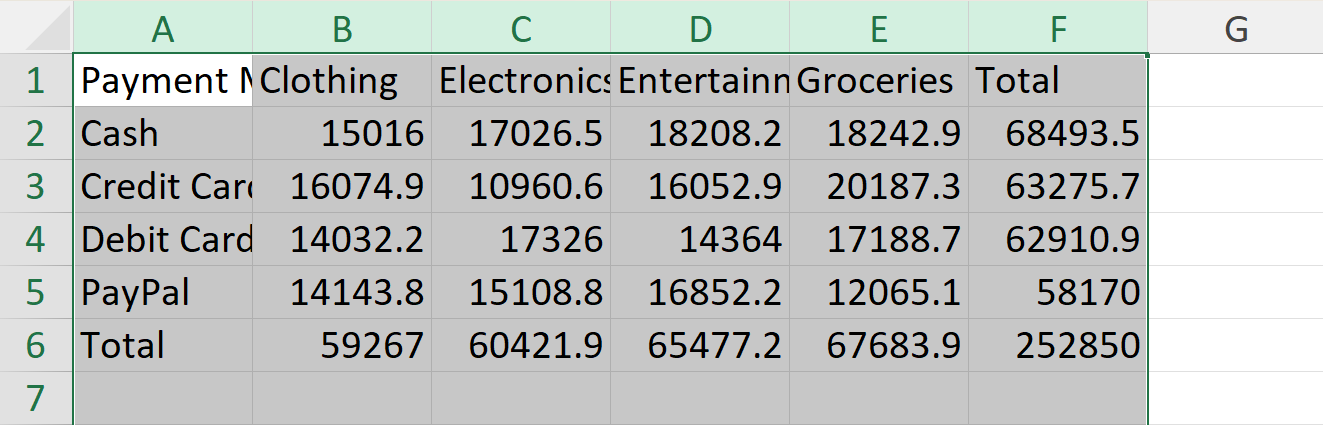 A B C D E F G
1 Payment Clothing Electronics Entertainm Groceries Total
2 Cash 15016 17026.5 18208.2 18242.9 68493.5
3 Credit Card 16074.9 10960.6 16052.9 20187.3 63275.7
4 Debit Card 14032.2 17326 14364 17188.7 62910.9
5 PayPal 14143.8 15108.8 16852.2 12065.1 58170
6 Total 59267 60421.9 65477.2 67683.9 252850
7